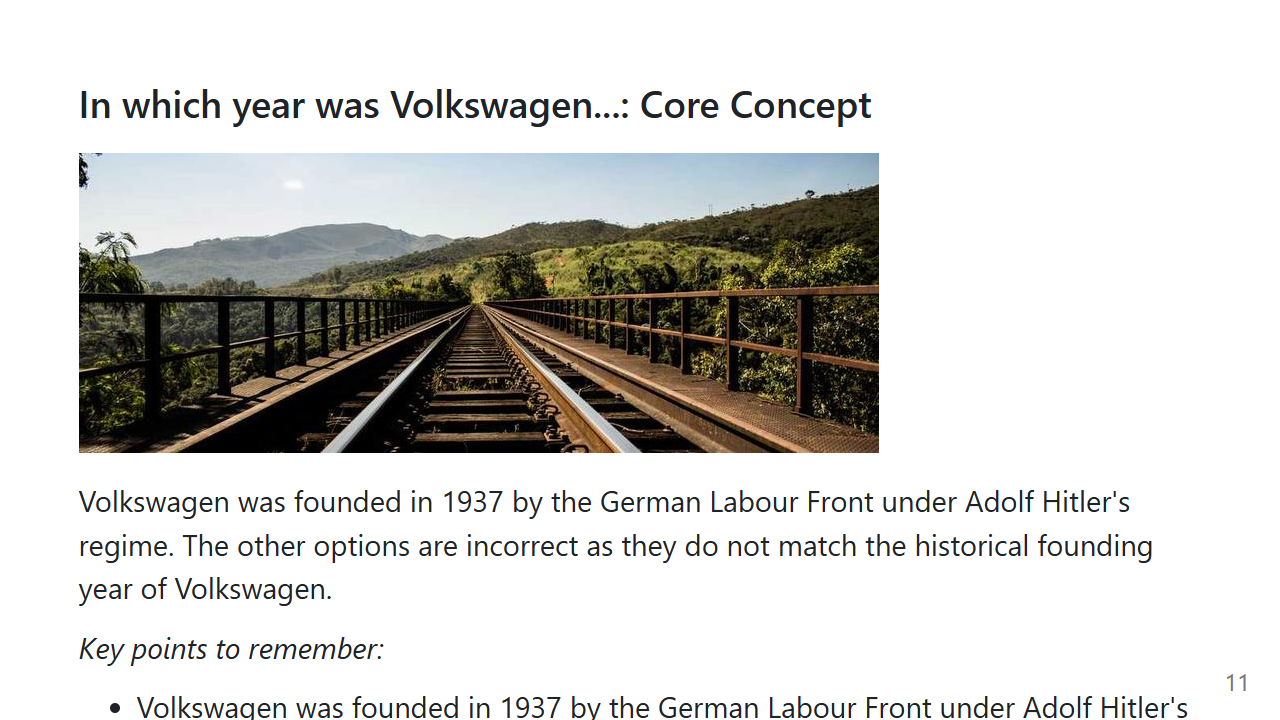 In which year was Volkswagen...: Core Concept
Volkswagen was founded in 1937 by the German Labour Front under Adolf Hitler's
regime. The other options are incorrect as they do not match the historical founding
year of Volkswagen.
Key points to remember:
• Volkswagen was founded in 1937 by the German Labour Front under Adolf Hitler's
11